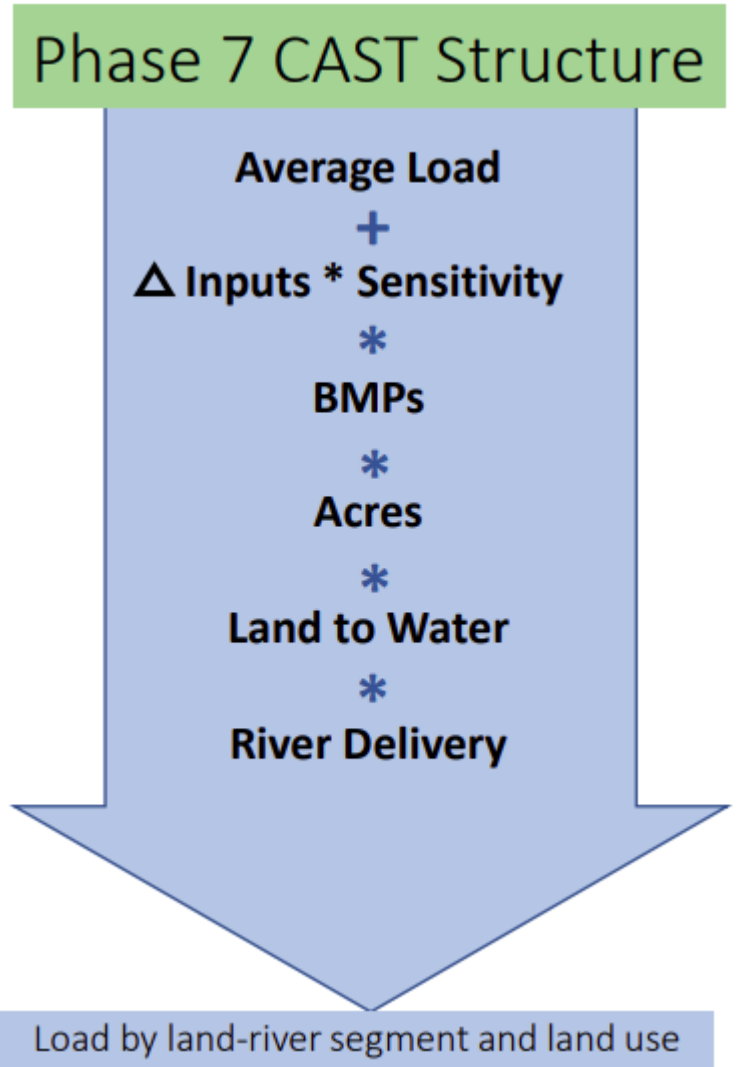 Phase 7 CAST Structure
Average Load
+
Δ Inputs * Sensitivity
*
BMPs
*
Acres
*
Land to Water
*
River Delivery
Load by land-river segment and land use